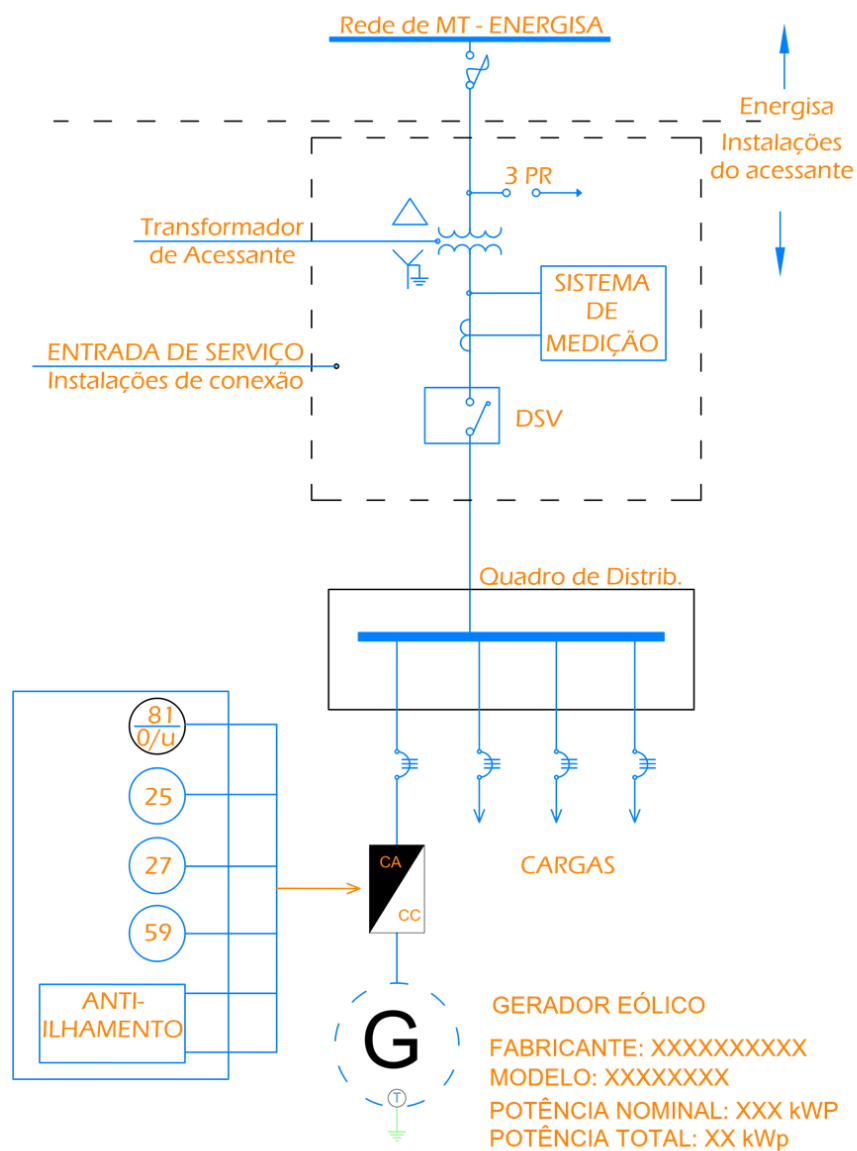 Rede de MT - ENERGISA
Energisa
Instalações
do acessante
3 PR
Transformador
de Acessante
SISTEMA
DE
MEDIÇÃO
ENTRADA DE SERVIÇO
Instalações de conexão
DSV
Quadro de Distrib.
81
0/u
25
27
59
ANTI-
ILHAMENTO
CA
CC
CARGAS
G
T
GERADOR EÓLICO
FABRICANTE: XXXXXXXXXX
MODELO: XXXXXXXX
POTÊNCIA NOMINAL: XXX kWP
POTÊNCIA TOTAL: XX kWp